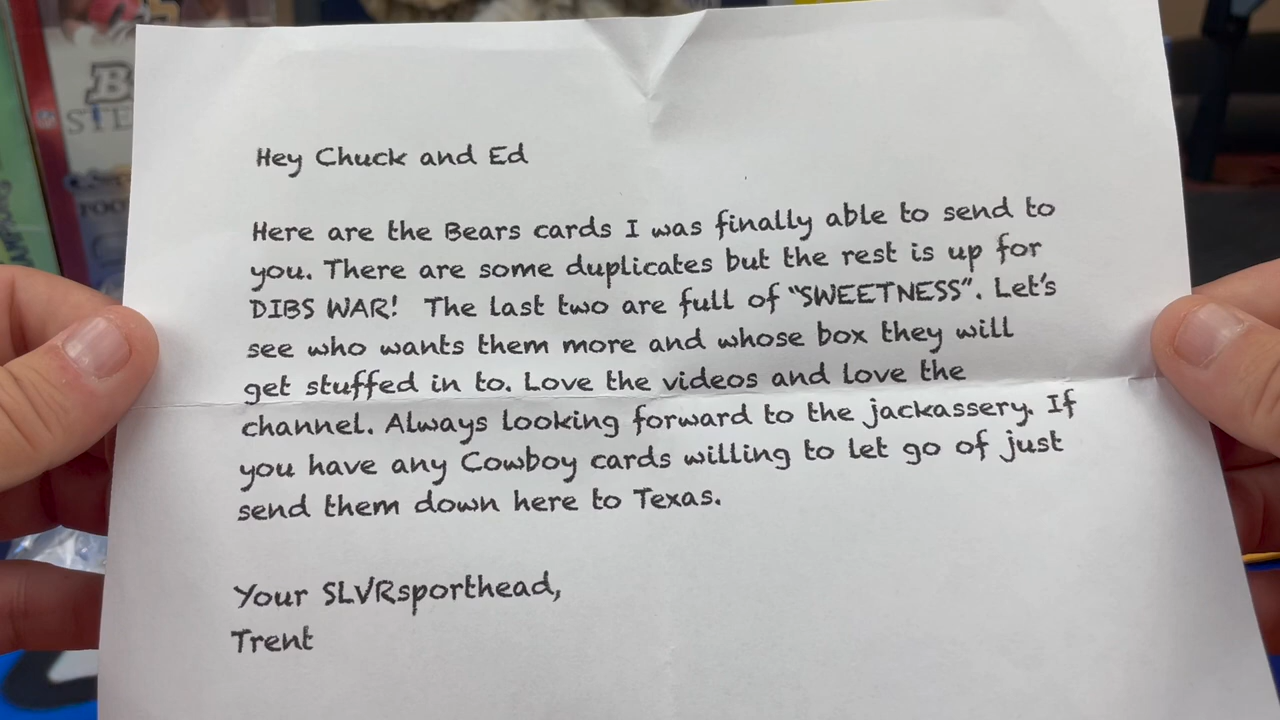 Hey Chuck and Ed
Here are the Bears cards I was finally able to send to
you. There are some duplicates but the rest is up for
DIBS WAR! The last two are full of "SWEETNESS". Let's
see who wants them more and whose box they will
get stuffed in to. Love the videos and love the
channel. Always looking forward to the jackassery. If
you have any Cowboy cards willing to let go of just
send them down here to Texas.
Your SLVRsporthead,
Trent